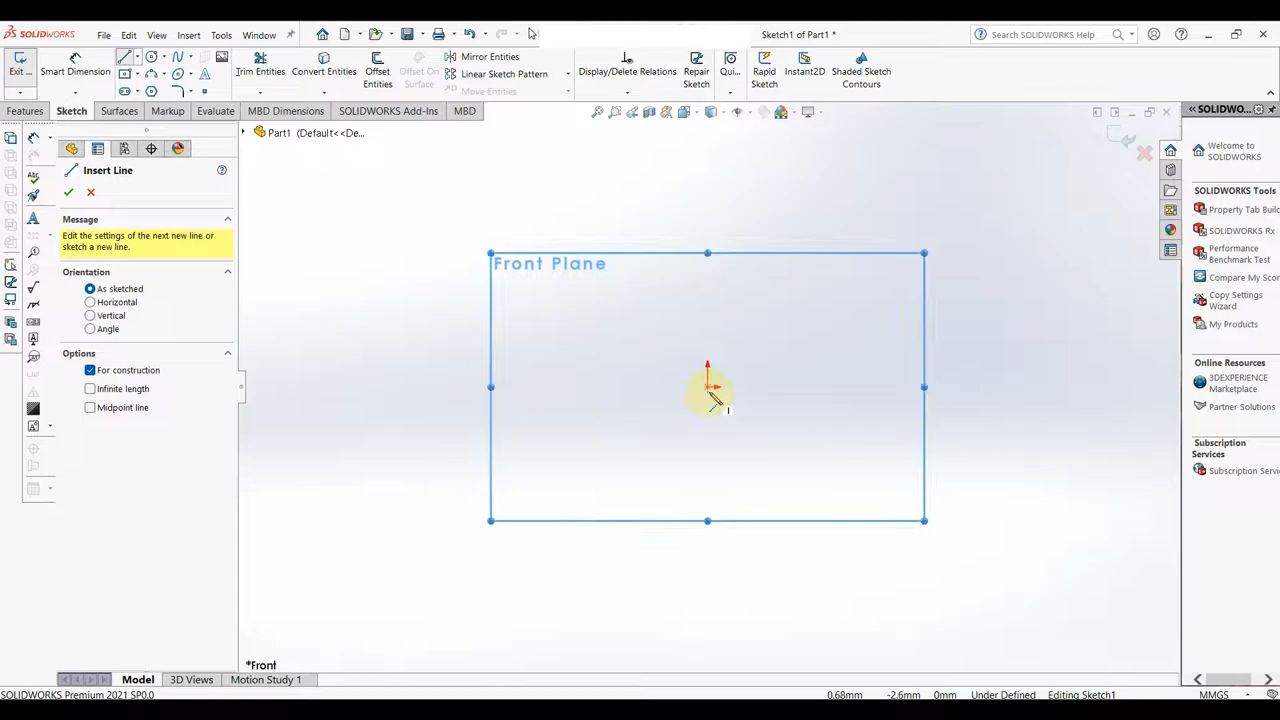 SOLIDWORKS File Edit View Insert Tools Window Sketch1 of Part1 * Search SOLIDWORKS Help
Exit ... Smart Dimension Trim Entities Convert Entities Offset Entities Offset On Surface Mirror Entities Linear Sketch Pattern Move Entities Display/Delete Relations Repair Sketch Qui... Rapid Sketch Instant2D Shaded Sketch Contours
Features Sketch Surfaces Markup Evaluate MBD Dimensions SOLIDWORKS Add-Ins MBD
Part1 (Default<<De...
Insert Line
Message
Edit the settings of the next new line or
sketch a new line.
Orientation
As sketched
Horizontal
Vertical
Angle
Options
For construction
Infinite length
Midpoint line
Front Plane
*Front
SOLIDWO...
Welcome to
SOLIDWORKS
SOLIDWORKS Tools
Property Tab Builc
SOLIDWORKS Rx
Performance
Benchmark Test
Compare My Scor
Copy Settings
Wizard
My Products
Online Resources
3DEXPERIENCE
Marketplace
Partner Solutions
Subscription
Services
Subscription Servi
Model 3D Views Motion Study 1
SOLIDWORKS Premium 2021 SP0.0 0.68mm -2.6mm 0mm Under Defined Editing Sketch1 MMGS